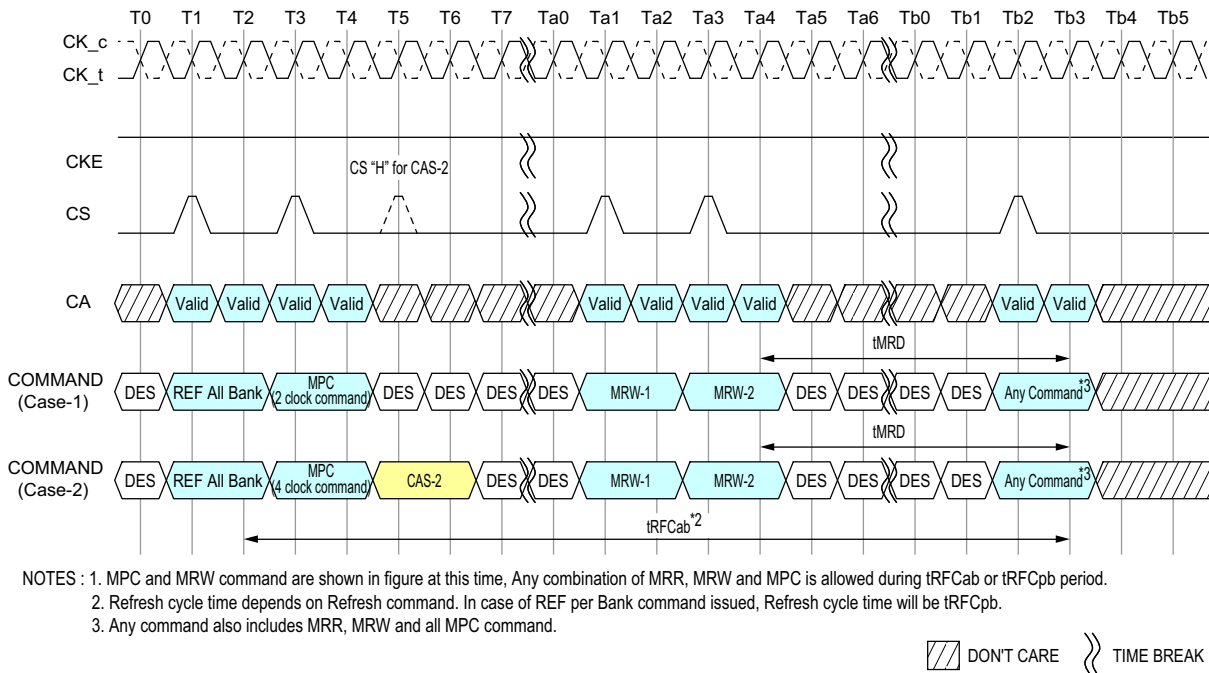 T0 T1 T2 T3 T4 T5 T6 T7 Ta0 Ta1 Ta2 Ta3 Ta4 Ta5 Ta6 Tb0 Tb1 Tb2 Tb3 Tb4 Tb5
CK_c
CK_t
CKE
CS "H" for CAS-2
CS
CA Valid Valid Valid Valid Valid Valid Valid Valid Valid Valid
tMRD
COMMAND
(Case-1)
DES REF All Bank MPC (2 clock command) DES DES DES DES MRW-1 MRW-2 DES DES DES DES Any Command*3
tMRD
COMMAND
(Case-2)
DES REF All Bank MPC (4 clock command) CAS-2 DES DES MRW-1 MRW-2 DES DES DES DES Any Command*3
tRFCab*2
NOTES : 1. MPC and MRW command are shown in figure at this time, Any combination of MRR, MRW and MPC is allowed during tRFCab or tRFCpb period.
2. Refresh cycle time depends on Refresh command. In case of REF per Bank command issued, Refresh cycle time will be tRFCpb.
3. Any command also includes MRR, MRW and all MPC command.
DON'T CARE TIME BREAK